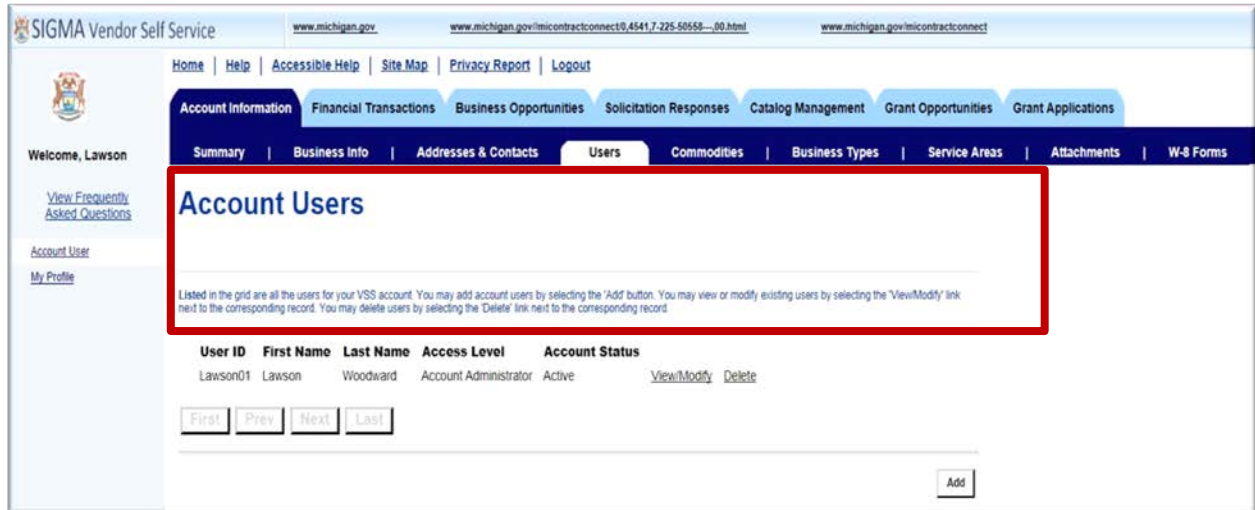 SIGMA Vendor Self Service www.michigan.gov www.michigan.gov/micontractconnect/0,4541,7-225-50558---,00.html www.michigan.gov/micontractconnect
Home | Help | Accessible Help | Site Map | Privacy Report | Logout
Account Information Financial Transactions Business Opportunities Solicitation Responses Catalog Management Grant Opportunities Grant Applications
Welcome, Lawson
Summary | Business Info | Addresses & Contacts Users Commodities | Business Types | Service Areas | Attachments | W-8 Forms
View Frequently
Asked Questions
Account User
My Profile
Account Users
Listed in the grid are all the users for your VSS account. You may add account users by selecting the 'Add' button. You may view or modify existing users by selecting the 'View/Modify' link
next to the corresponding record. You may delete users by selecting the 'Delete' link next to the corresponding record.
User ID First Name Last Name Access Level Account Status
Lawson01 Lawson Woodward Account Administrator Active View/Modify Delete
First Prev Next Last
Add